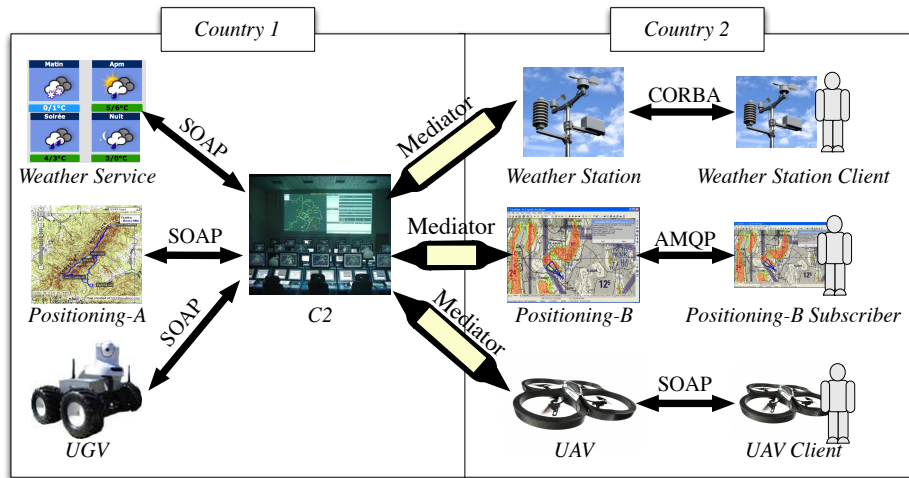 Country 1
Country 2
Matin
Apm
0/1°C
5/6°C
Soirée
Nuit
4/3°C
3/0°C
Weather Service
SOAP
Mediator
Weather Station
CORBA
Weather Station Client
Positioning-A
SOAP
C2
Mediator
Positioning-B
12⁵
24
AMQP
Positioning-B Subscriber
UGV
SOAP
Mediator
UAV
SOAP
UAV Client